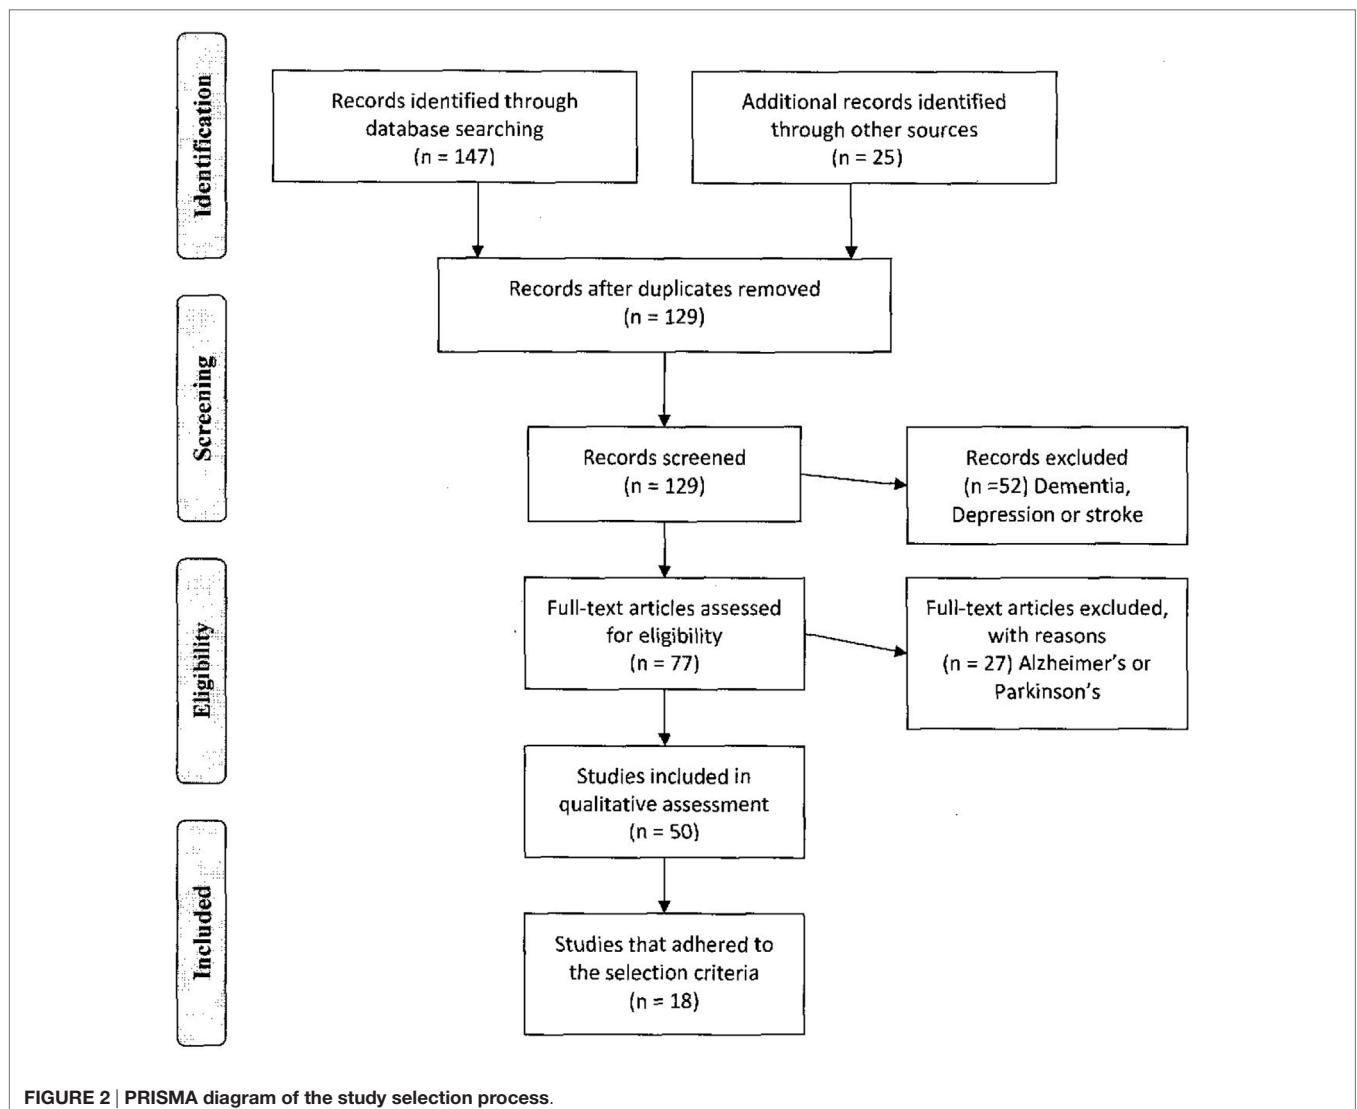 Identification
Records identified through
database searching
(n = 147)
Additional records identified
through other sources
(n = 25)
Records after duplicates removed
(n = 129)
Screening
Records screened
(n = 129)
Records excluded
(n =52) Dementia,
Depression or stroke
Eligibility
Full-text articles assessed
for eligibility
(n = 77)
Full-text articles excluded,
with reasons
(n = 27) Alzheimer's or
Parkinson's
Studies included in
qualitative assessment
(n = 50)
Included
Studies that adhered to
the selection criteria
(n = 18)
FIGURE 2 | PRISMA diagram of the study selection process.